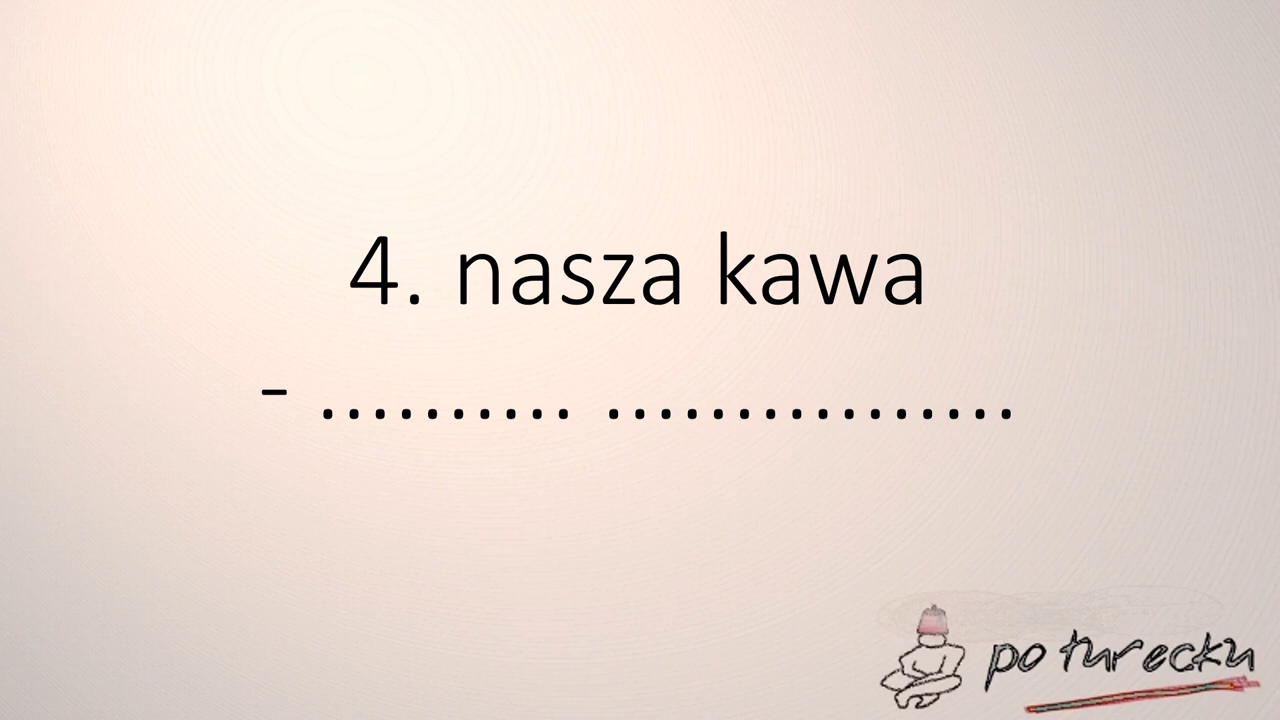 4. nasza kawa
- .......... ................
po turecku